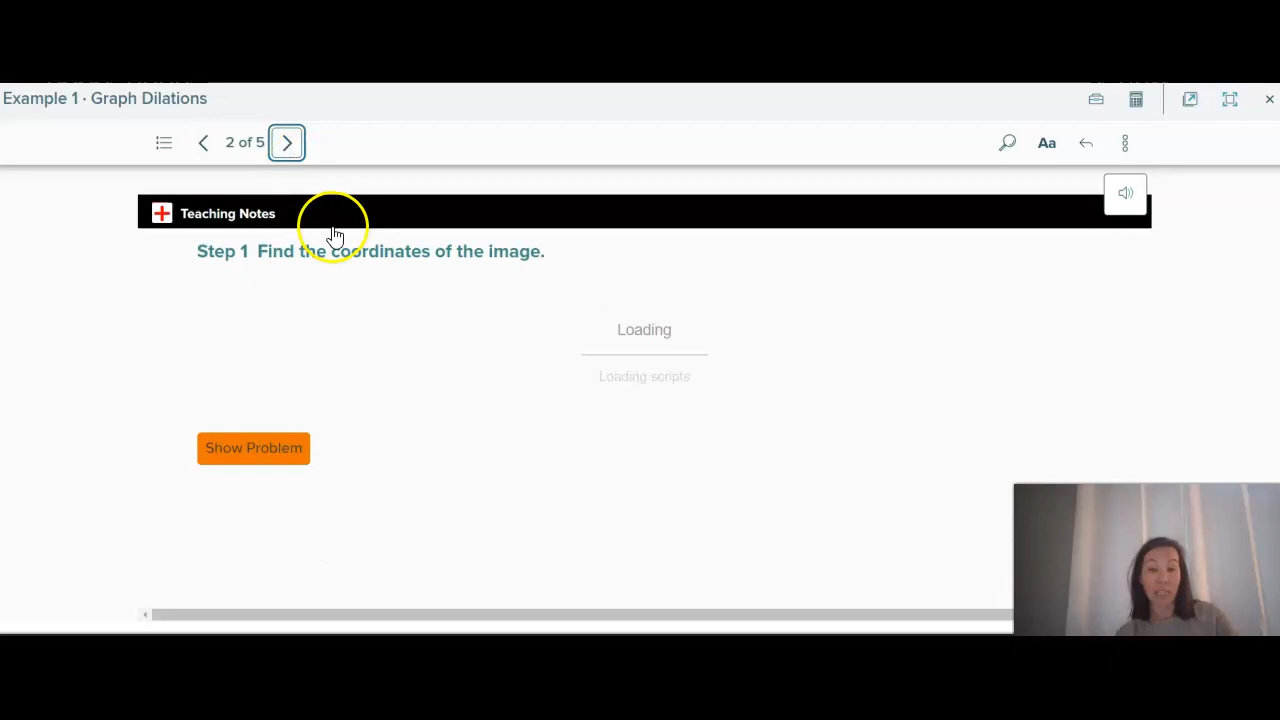 Example 1 · Graph Dilations
2 of 5
Aa
Teaching Notes
Step 1 Find the coordinates of the image.
Loading
Loading scripts
Show Problem